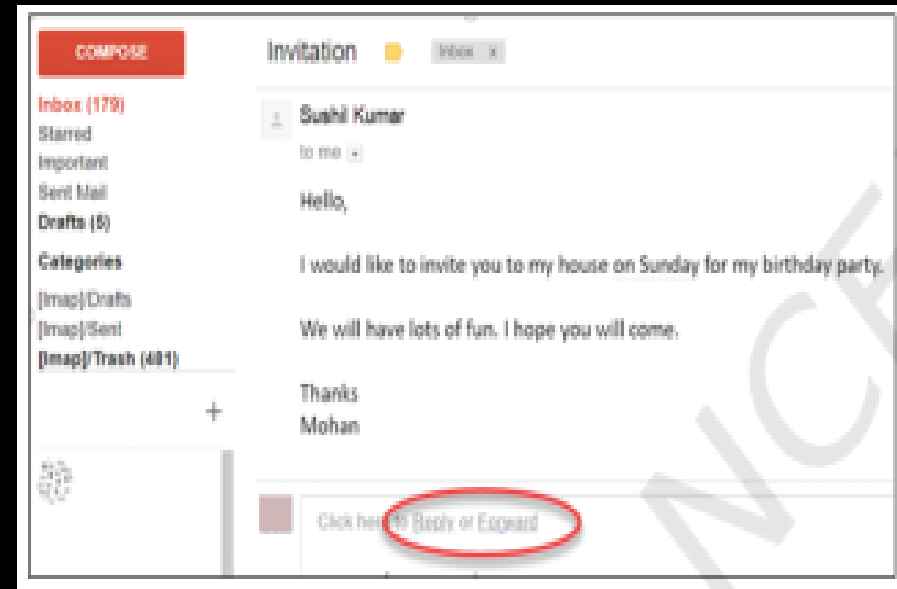 COMPOSE
Inbox (179)
Starred
Important
Sent Mail
Drafts (5)
Categories
[Imap]/Drafts
[Imap]/Sent
[Imap]/Trash (481)
+
Invitation
Inbox x
Sushil Kumar
to me
Hello,
I would like to invite you to my house on Sunday for my birthday party.
We will have lots of fun. I hope you will come.
Thanks
Mohan
Click here to Reply or Forward